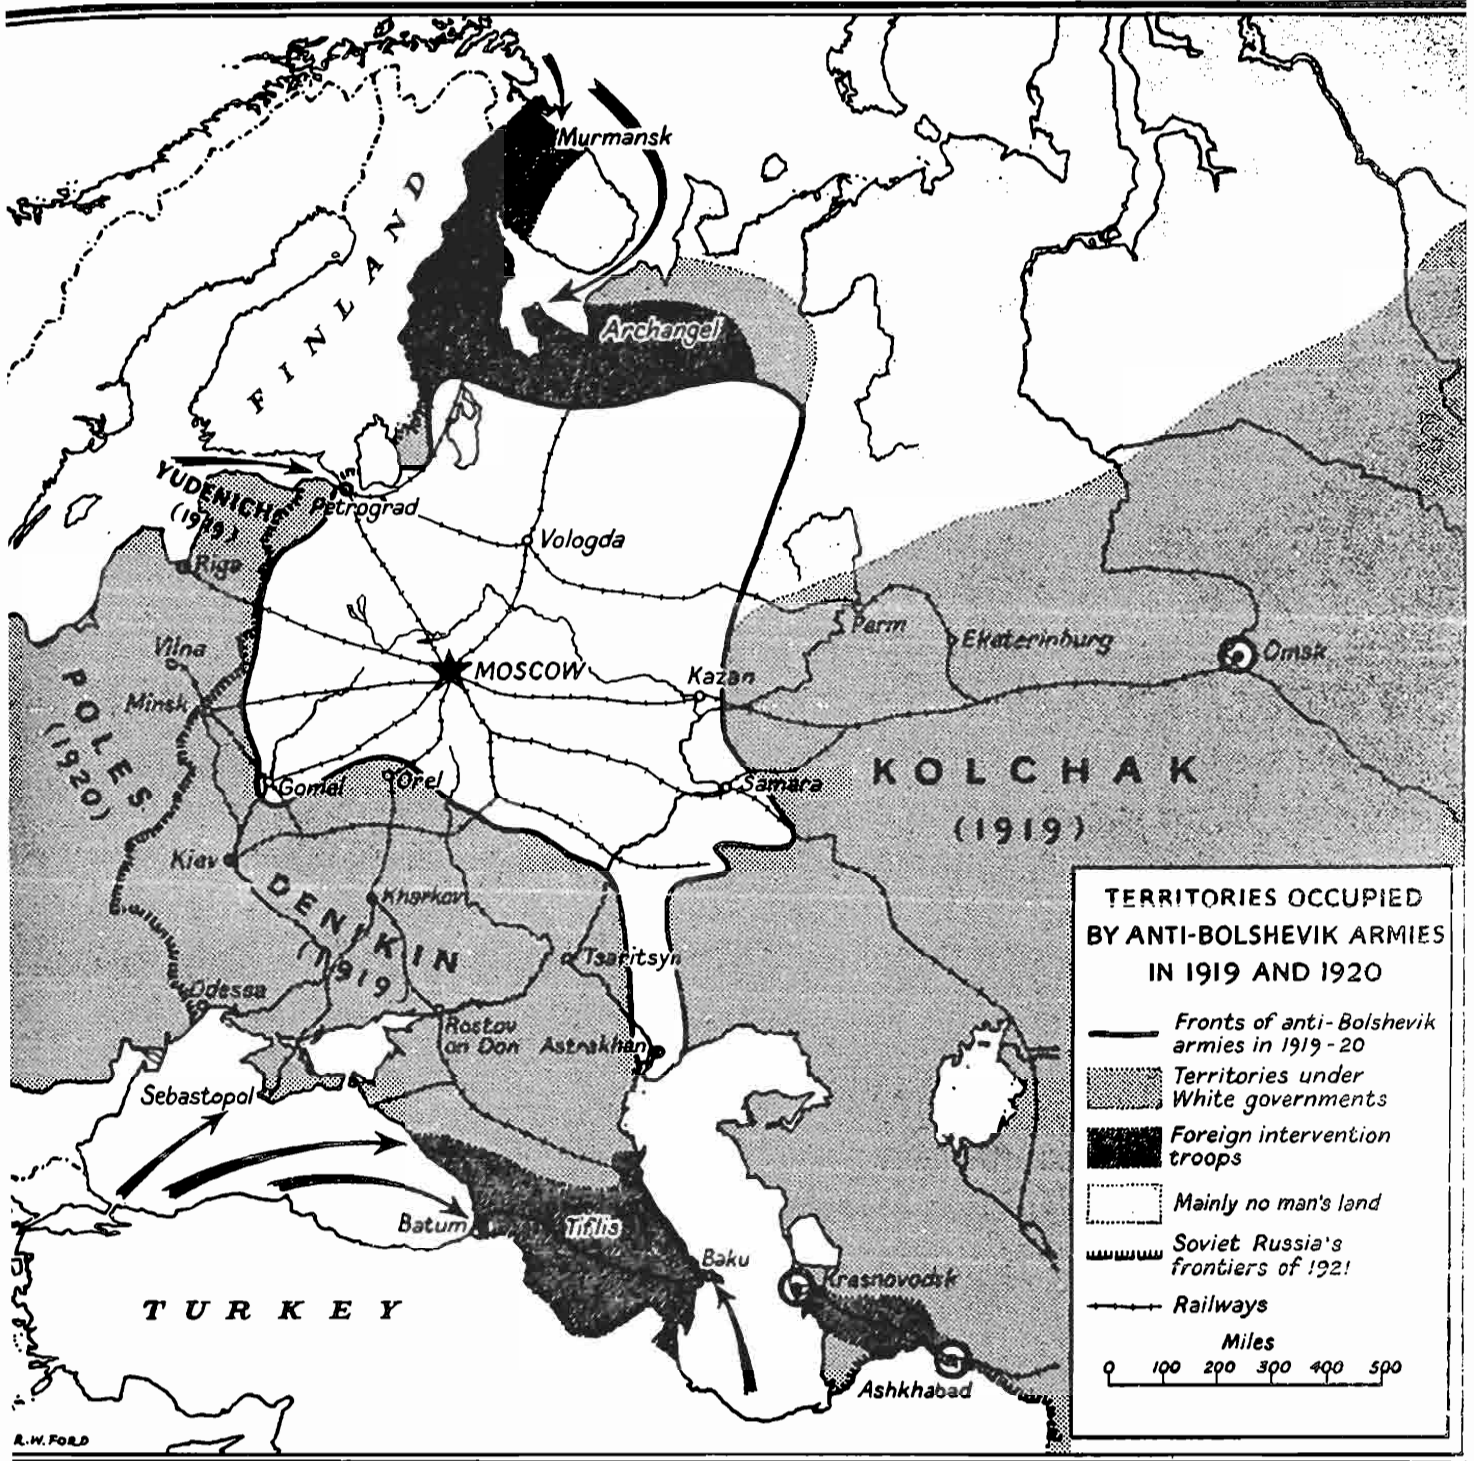 Murmansk
FINLAND
Archangel
YUDENICH
(1919)
Petrograd
Vologda
Riga
Perm
Ekaterinburg
Omsk
Vilna
MOSCOW
Kazan
Minsk
POLES
(1920)
Gomel
Orel
Samara
KOLCHAK
(1919)
Kiev
DENIKIN
(1919)
Kharkov
Tsaritsyn
Odessa
Rostov
on Don
Astrakhan
Sebastopol
Batum
Tiflis
Baku
Krasnovodsk
TURKEY
Ashkhabad
R.W. FORD
TERRITORIES OCCUPIED
BY ANTI-BOLSHEVIK ARMIES
IN 1919 AND 1920
Fronts of anti-Bolshevik
armies in 1919-20
Territories under
White governments
Foreign intervention
troops
Mainly no man's land
Soviet Russia's
frontiers of 1921
Railways
Miles
0 100 200 300 400 500